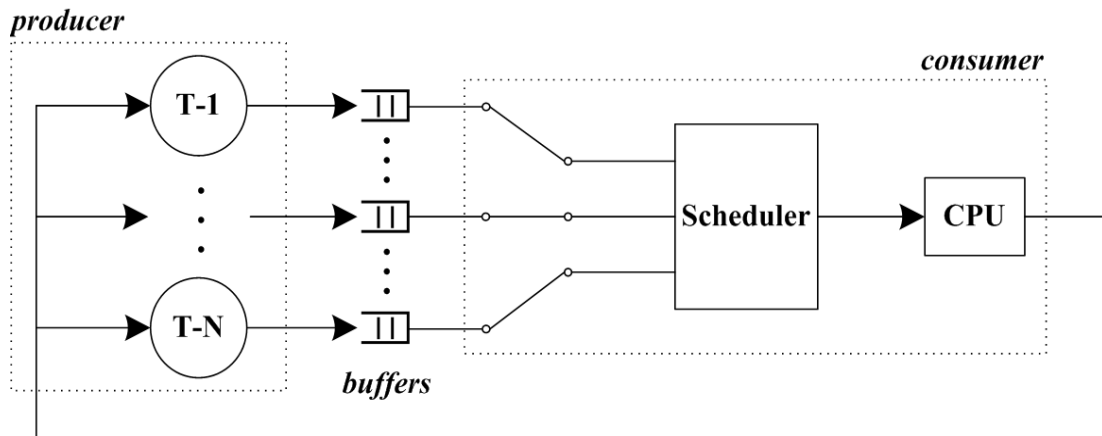 producer
consumer
T-1
Scheduler
CPU
T-N
buffers